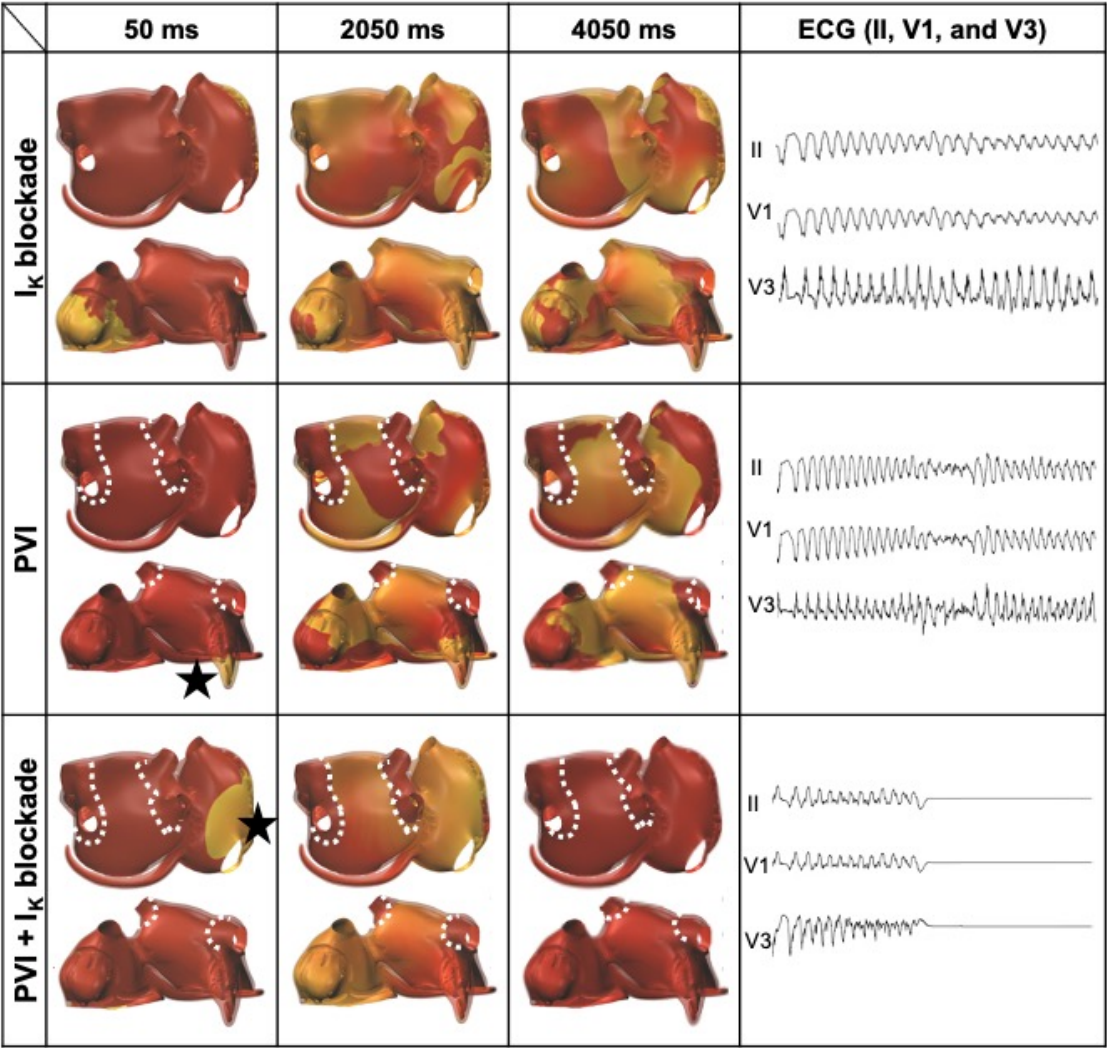 50 ms 2050 ms 4050 ms ECG (II, V1, and V3)
IK blockade
II
V1
V3
PVI
II
V1
V3
PVI + IK blockade
II
V1
V3